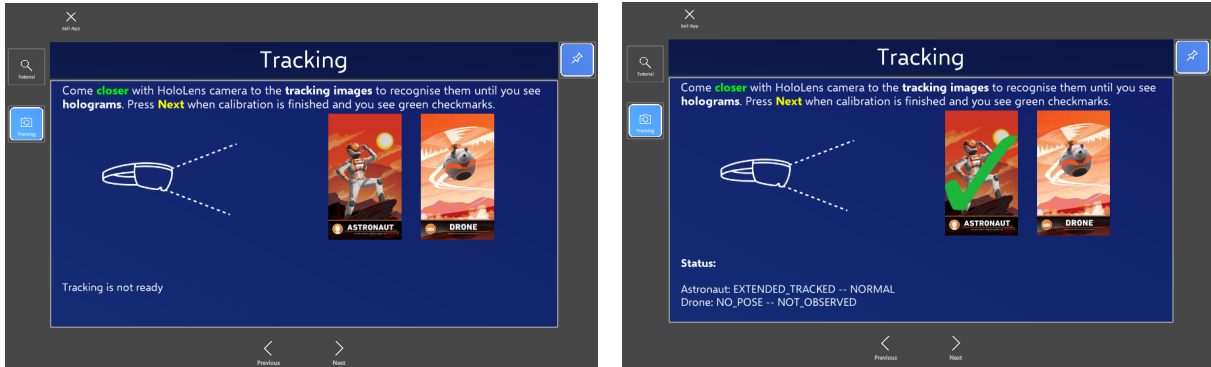 Exit App
Tracking
Tutorial
Come closer with HoloLens camera to the tracking images to recognise them until you see
holograms. Press Next when calibration is finished and you see green checkmarks.
Tracking
ASTRONAUT
DRONE
Tracking is not ready
Previous
Next
Exit App
Tracking
Tutorial
Come closer with HoloLens camera to the tracking images to recognise them until you see
holograms. Press Next when calibration is finished and you see green checkmarks.
Tracking
ASTRONAUT
DRONE
Status:
Astronaut: EXTENDED_TRACKED -- NORMAL
Drone: NO_POSE -- NOT_OBSERVED
Previous
Next